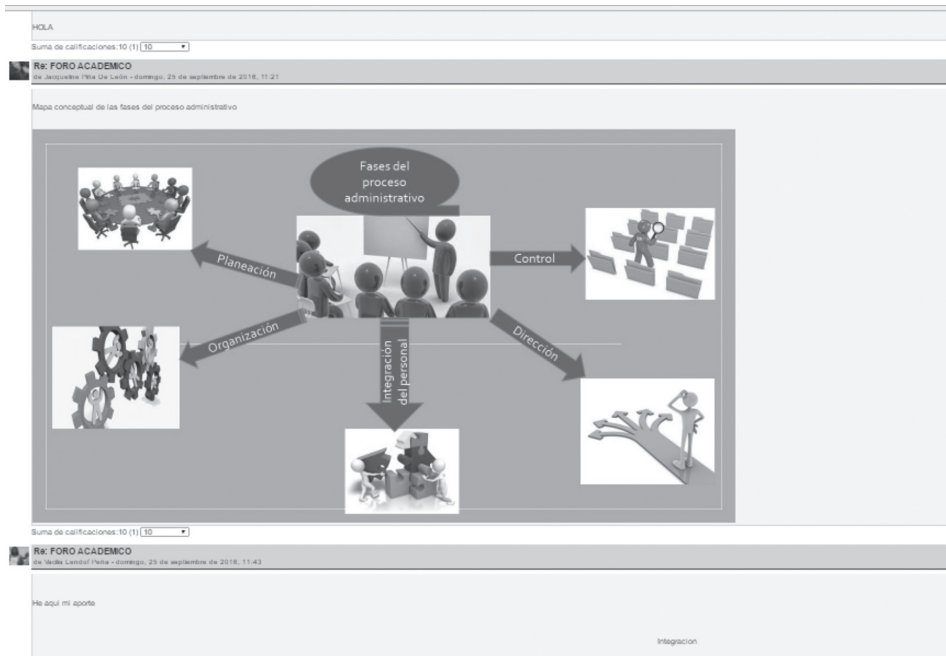 HOLA
Suma de calificaciones:10 (1) 10
Re: FORO ACADEMICO
de Jacqueline Piña De León - domingo, 25 de septiembre de 2016, 11:21
Mapa conceptual de las fases del proceso administrativo
Fases del
proceso
administrativo
Planeación
Control
Organización
Integración
del personal
Dirección
Suma de calificaciones:10 (1) 10
Re: FORO ACADEMICO
de Peña - domingo, 25 de septiembre de 2016, 11:43
He aqui mi aporte
Integracion